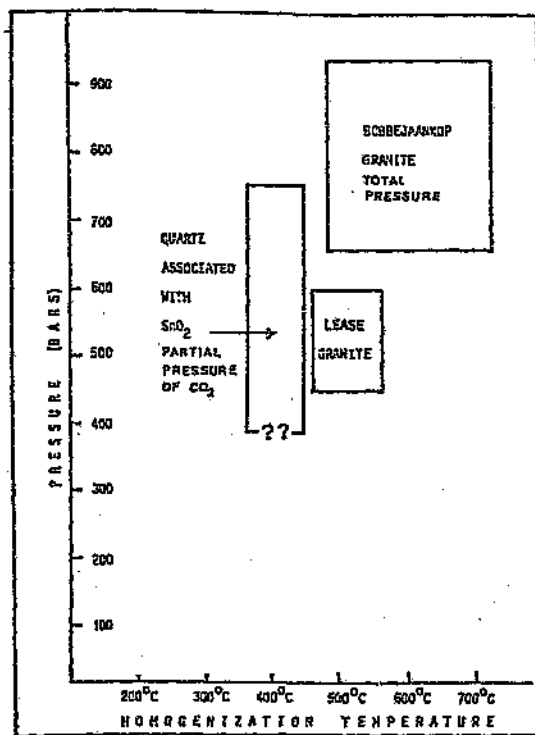 PRESSURE (BARS)
900
800
700
600
500
400
300
200
100
BOBBEJAANKOP
GRANITE
TOTAL
PRESSURE
QUARTZ
ASSOCIATED
WITH
SnO2
PARTIAL
PRESSURE
OF CO2
LEASE
GRANITE
??
200°C 300°C 400°C 500°C 600°C 700°C
HOMOGENIZATION TEMPERATURE